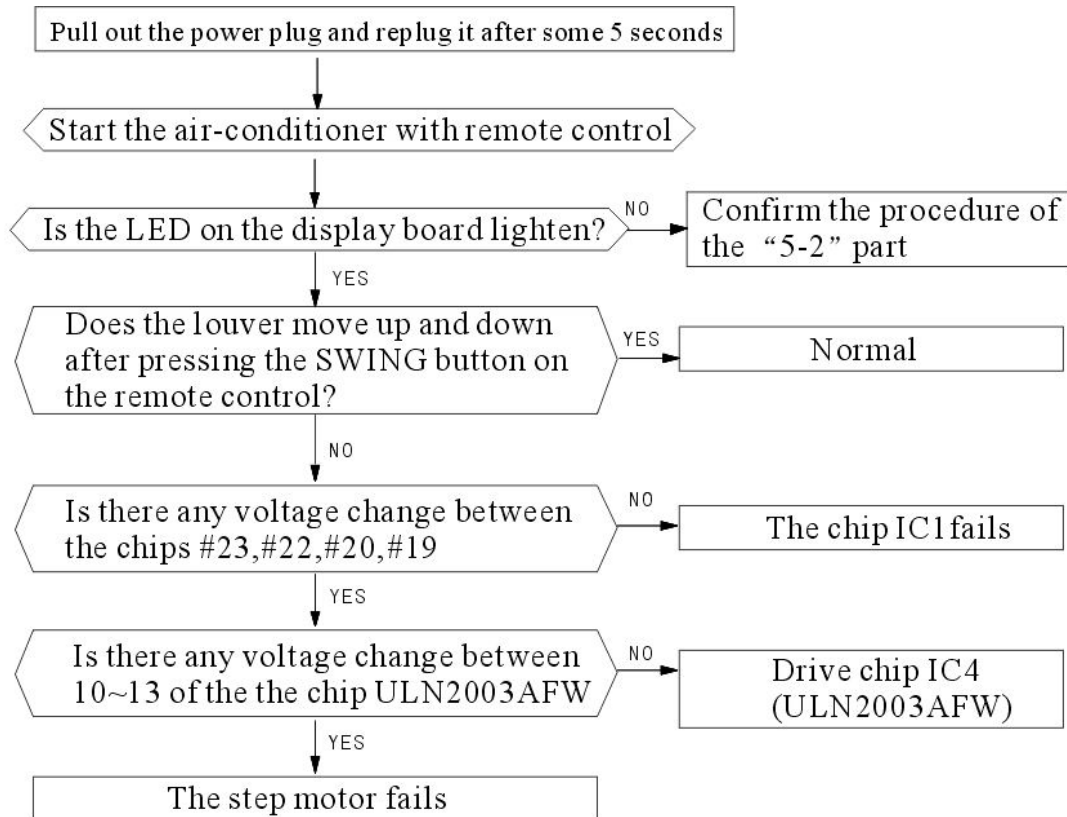 Pull out the power plug and replug it after some 5 seconds
Start the air-conditioner with remote control
Is the LED on the display board lighten?
NO
Confirm the procedure of
the “5-2” part
YES
Does the louver move up and down
after pressing the SWING button on
the remote control?
YES
Normal
NO
Is there any voltage change between
the chips #23,#22,#20,#19
NO
The chip IC1fails
YES
Is there any voltage change between
10~13 of the the chip ULN2003AFW
NO
Drive chip IC4
(ULN2003AFW)
YES
The step motor fails